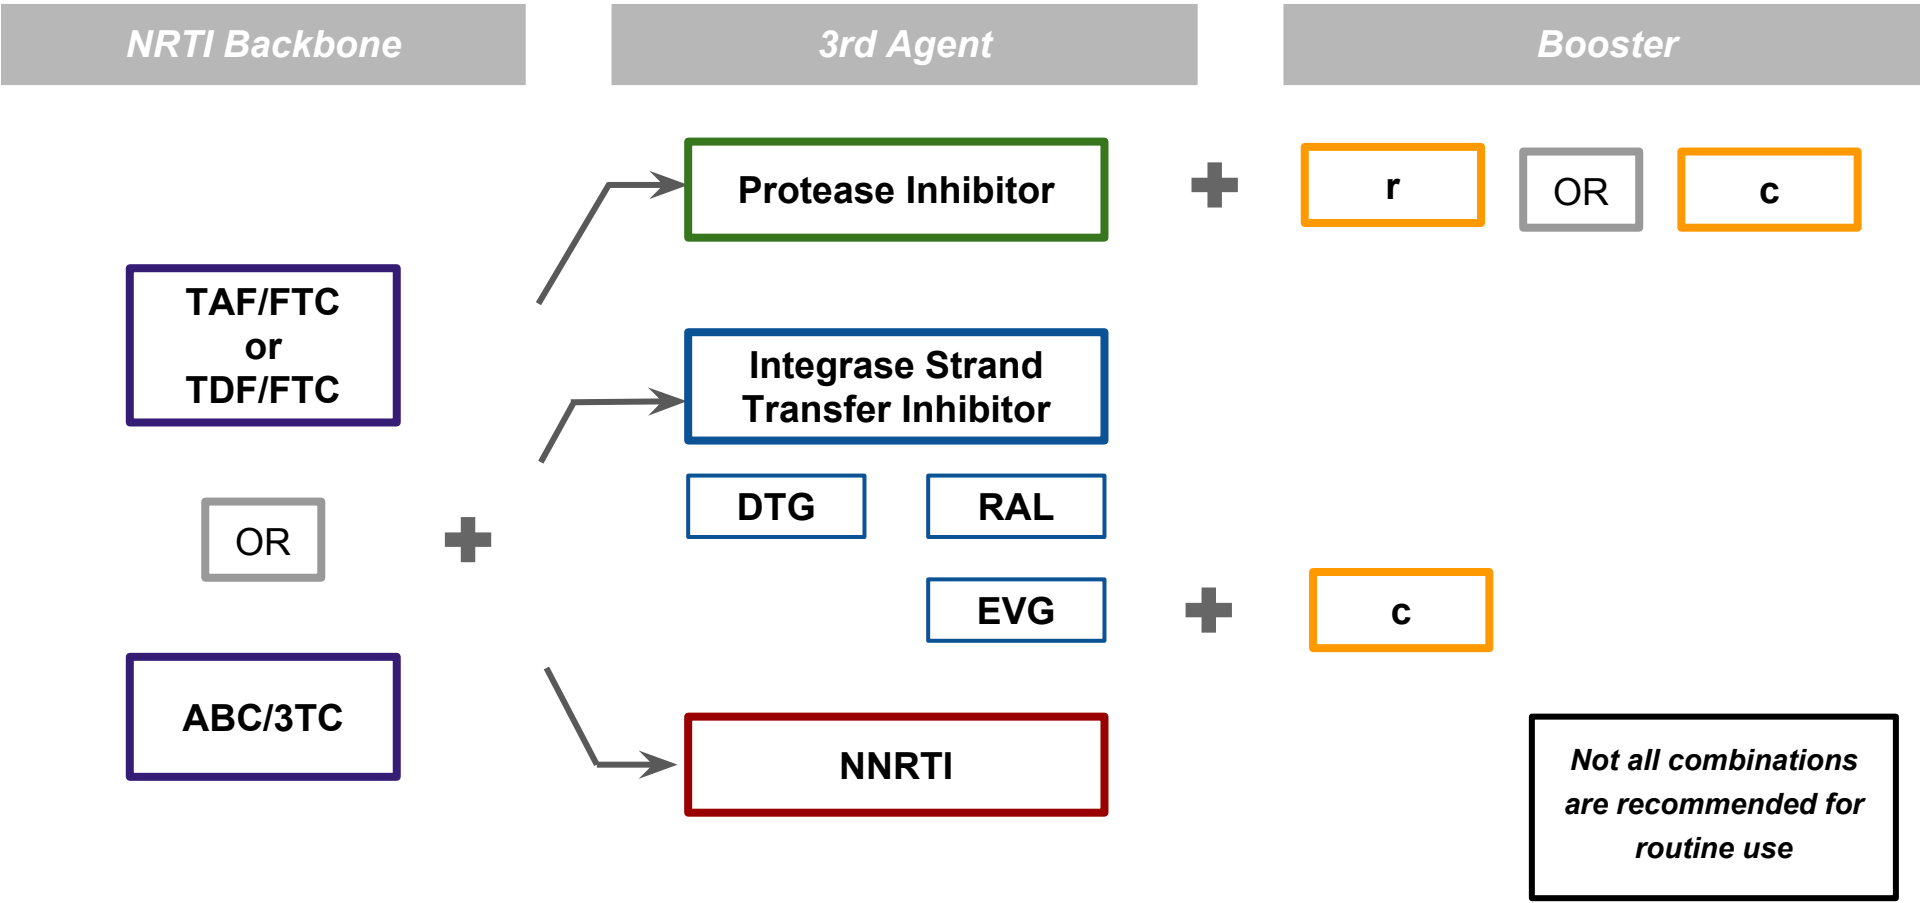 NRTI Backbone
3rd Agent
Booster
Protease Inhibitor
r
OR
c
TAF/FTC
or
TDF/FTC
Integrase Strand
Transfer Inhibitor
DTG
RAL
OR
EVG
c
ABC/3TC
NNRTI
Not all combinations
are recommended for
routine use